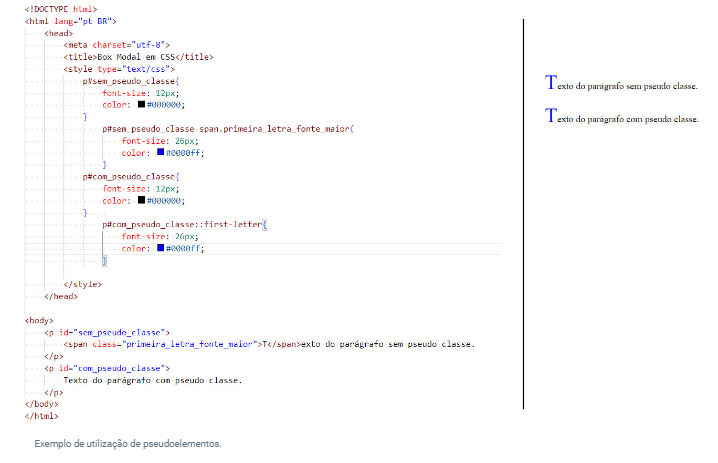 <!DOCTYPE html>
<html lang="pt-BR">
<head>
<meta charset="utf-8">
<title>Box Modal em CSS</title>
<style type="text/css">
p#sem_pseudo_classe{
font-size: 12px;
color: #000000;
}
p#sem_pseudo_classe span.primeira_letra_fonte_maior{
font-size: 26px;
color: #0000ff;
}
p#com_pseudo_classe{
font-size: 12px;
color: #000000;
}
p#com_pseudo_classe::first-letter{
font-size: 26px;
color: #0000ff;
}
</style>
</head>
<body>
<p id="sem_pseudo_classe">
<span class="primeira_letra_fonte_maior">T</span>exto do parágrafo sem pseudo classe.
</p>
<p id="com_pseudo_classe">
Texto do parágrafo com pseudo classe.
</p>
</body>
</html>
Texto do parágrafo sem pseudo classe.
Texto do parágrafo com pseudo classe.
Exemplo de utilização de pseudoelementos.